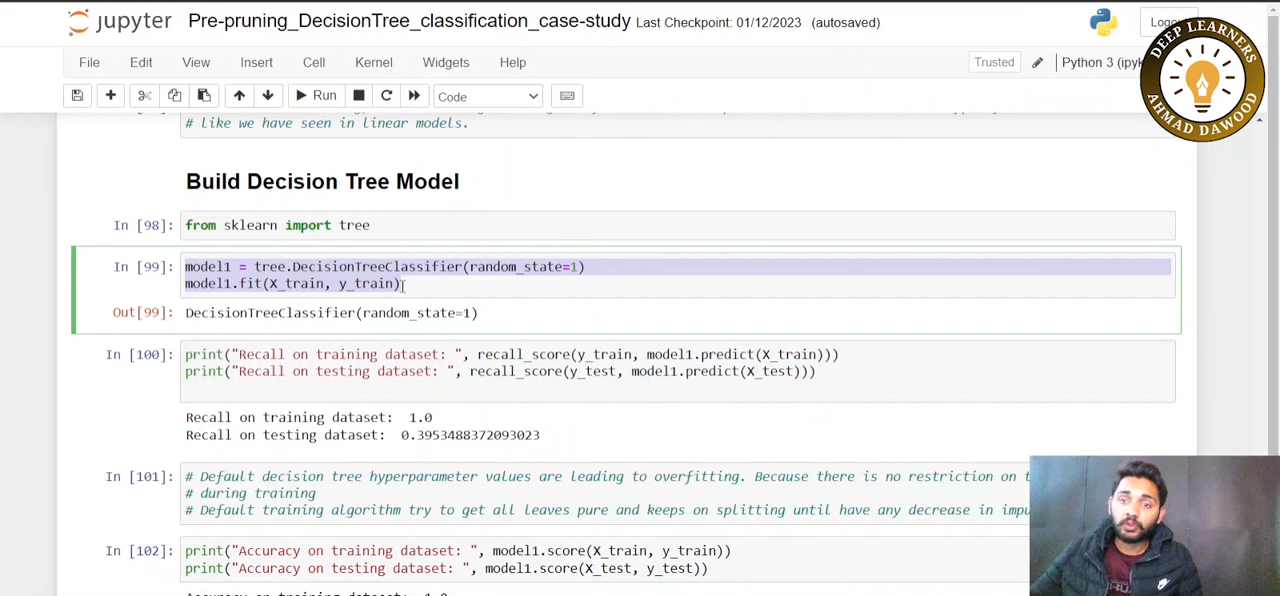 jupyter Pre-pruning_DecisionTree_classification_case-study Last Checkpoint: 01/12/2023 (autosaved)
DEEP LEARNERS
AHMAD DAWOOD
File Edit View Insert Cell Kernel Widgets Help Trusted Python 3
Run Code
# like we have seen in linear models.
Build Decision Tree Model
In [98]: from sklearn import tree
In [99]: model1 = tree.DecisionTreeClassifier(random_state=1)
model1.fit(X_train, y_train)
Out[99]: DecisionTreeClassifier(random_state=1)
In [100]: print("Recall on training dataset: ", recall_score(y_train, model1.predict(X_train)))
print("Recall on testing dataset: ", recall_score(y_test, model1.predict(X_test)))
Recall on training dataset:  1.0
Recall on testing dataset:  0.3953488372093023
In [101]: # Default decision tree hyperparameter values are leading to overfitting. Because there is no restriction on
# during training
# Default training algorithm try to get all leaves pure and keeps on splitting until have any decrease in
In [102]: print("Accuracy on training dataset: ", model1.score(X_train, y_train))
print("Accuracy on testing dataset: ", model1.score(X_test, y_test))